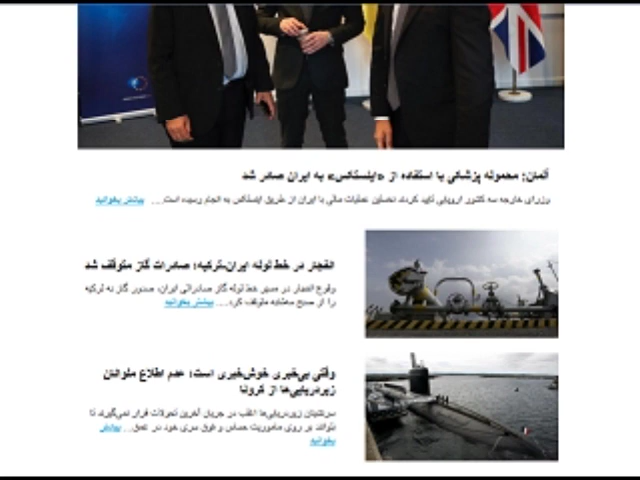 آلمان: محموله پزشکی با استفاده از «اینستکس» به ایران صادر شد
وزرای خارجه سه کشور اروپایی تایید کردند نخستین عملیات مالی با ایران از طریق اینستکس به انجام رسیده است.... بیشتر بخوانید
انفجار در خط لوله ایران-ترکیه؛ صادرات گاز متوقف شد
وقوع انفجار در مسیر خط لوله گاز صادراتی ایران، صدور گاز به ترکیه
را از صبح سه‌شنبه متوقف کرد.... بیشتر بخوانید
وقتی بی‌خبری خوش‌خبری است؛ عدم اطلاع ملوانان
زیردریایی‌ها از کرونا
سرنشینان زیردریایی‌ها اغلب در جریان آخرین تحولات قرار نمی‌گیرند تا
بتوانند بر روی ماموریت حساس و فوق سری خود در عمق... بیشتر
بخوانید